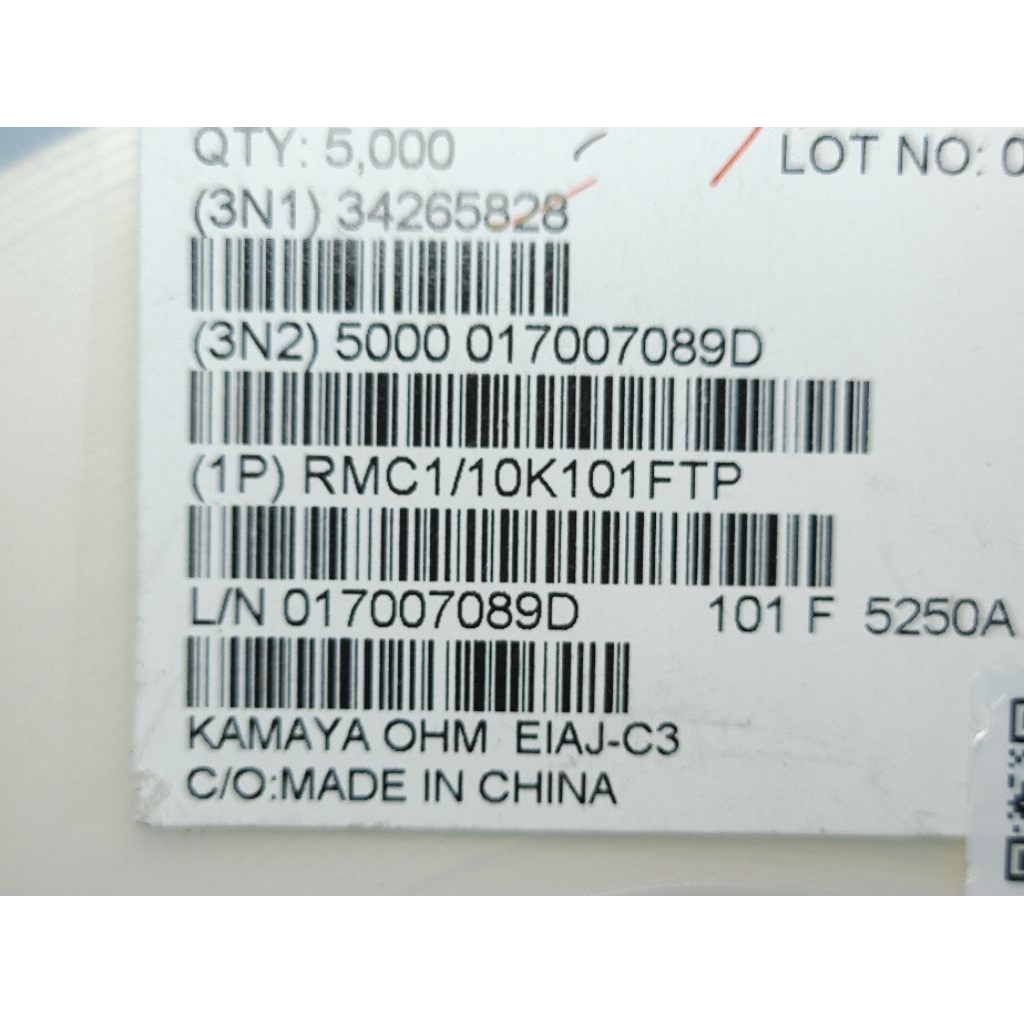 QTY: 5,000 LOT NO: 0
(3N1) 34265828
(3N2) 5000 017007089D
(1P) RMC1/10K101FTP
L/N 017007089D 101 F 5250A
KAMAYA OHM EIAJ-C3
C/O:MADE IN CHINA